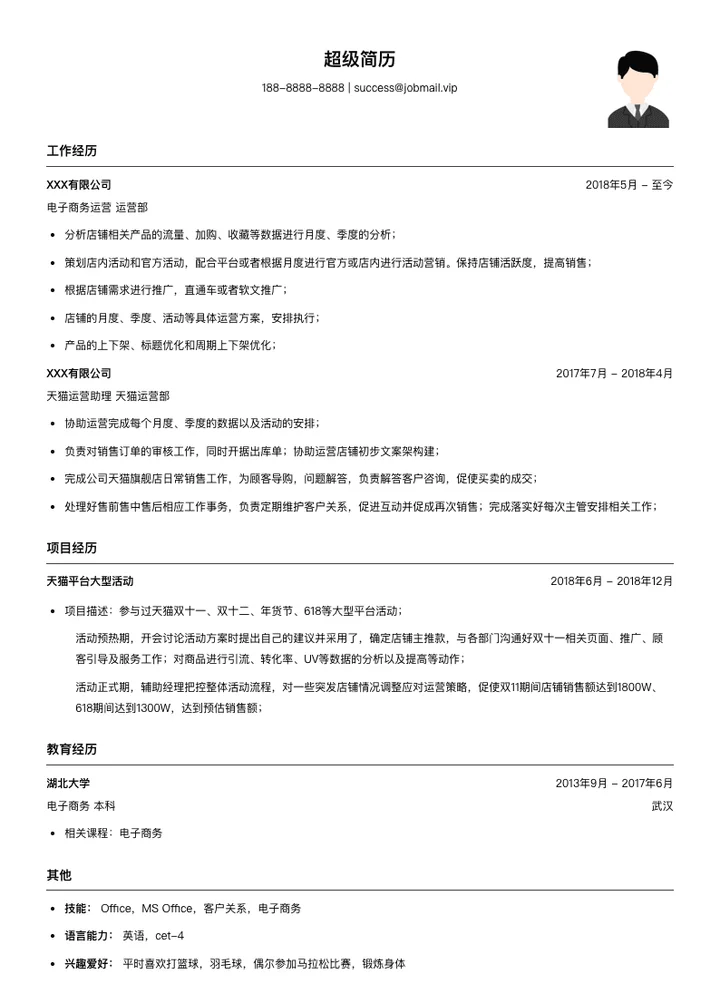 超级简历
188-8888-8888 | success@jobmail.vip
工作经历
XXX有限公司 2018年5月 – 至今
电子商务运营 运营部
• 分析店铺相关产品的流量、加购、收藏等数据进行月度、季度的分析；
• 策划店内活动和官方活动，配合平台或者根据月度进行官方或店内进行活动营销。保持店铺活跃度，提高销售；
• 根据店铺需求进行推广，直通车或者软文推广；
• 店铺的月度、季度、活动等具体运营方案，安排执行；
• 产品的上下架、标题优化和周期上下架优化；
XXX有限公司 2017年7月 – 2018年4月
天猫运营助理 天猫运营部
• 协助运营完成每个月度、季度的数据以及活动的安排；
• 负责对销售订单的审核工作，同时开据出库单；协助运营店铺初步文案架构建；
• 完成公司天猫旗舰店日常销售工作，为顾客导购，问题解答，负责解答客户咨询，促使买卖的成交；
• 处理好售前售中售后相应工作事务，负责定期维护客户关系，促进互动并促成再次销售；完成落实好每次主管安排相关工作；
项目经历
天猫平台大型活动 2018年6月 – 2018年12月
• 项目描述：参与过天猫双十一、双十二、年货节、618等大型平台活动；
活动预热期，开会讨论活动方案时提出自己的建议并采用了，确定店铺主推款，与各部门沟通好双十一相关页面、推广、顾
客引导及服务工作；对商品进行引流、转化率、UV等数据的分析以及提高等动作；
活动正式期，辅助经理把控整体活动流程，对一些突发店铺情况调整应对运营策略，促使双11期间店铺销售额达到1800W、
618期间达到1300W，达到预估销售额；
教育经历
湖北大学 2013年9月 – 2017年6月
电子商务 本科 武汉
• 相关课程：电子商务
其他
• 技能： Office，MS Office，客户关系，电子商务
• 语言能力： 英语，cet-4
• 兴趣爱好： 平时喜欢打篮球，羽毛球，偶尔参加马拉松比赛，锻炼身体